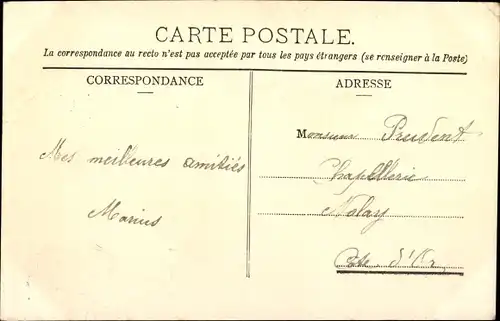 CARTE POSTALE.
La correspondance au recto n'est pas acceptée par tous les pays étrangers (se renseigner à la Poste)
CORRESPONDANCE
Mes meilleures amitiés
Marius
ADRESSE
Monsieur Prudent
Chapellerie
Nolay
Côte d'Or